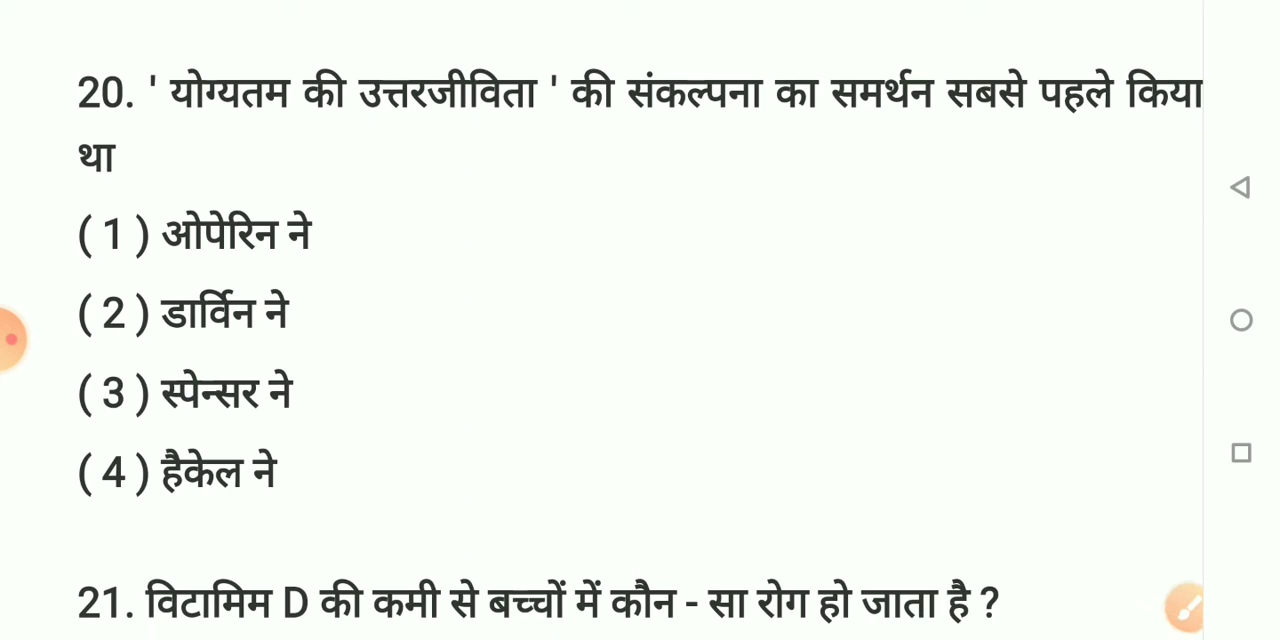 20. ' योग्यतम की उत्तरजीविता ' की संकल्पना का समर्थन सबसे पहले किया
था
( 1 ) ओपेरिन ने
( 2 ) डार्विन ने
( 3 ) स्पेन्सर ने
( 4 ) हैकेल ने
21. विटामिम D की कमी से बच्चों में कौन - सा रोग हो जाता है ?